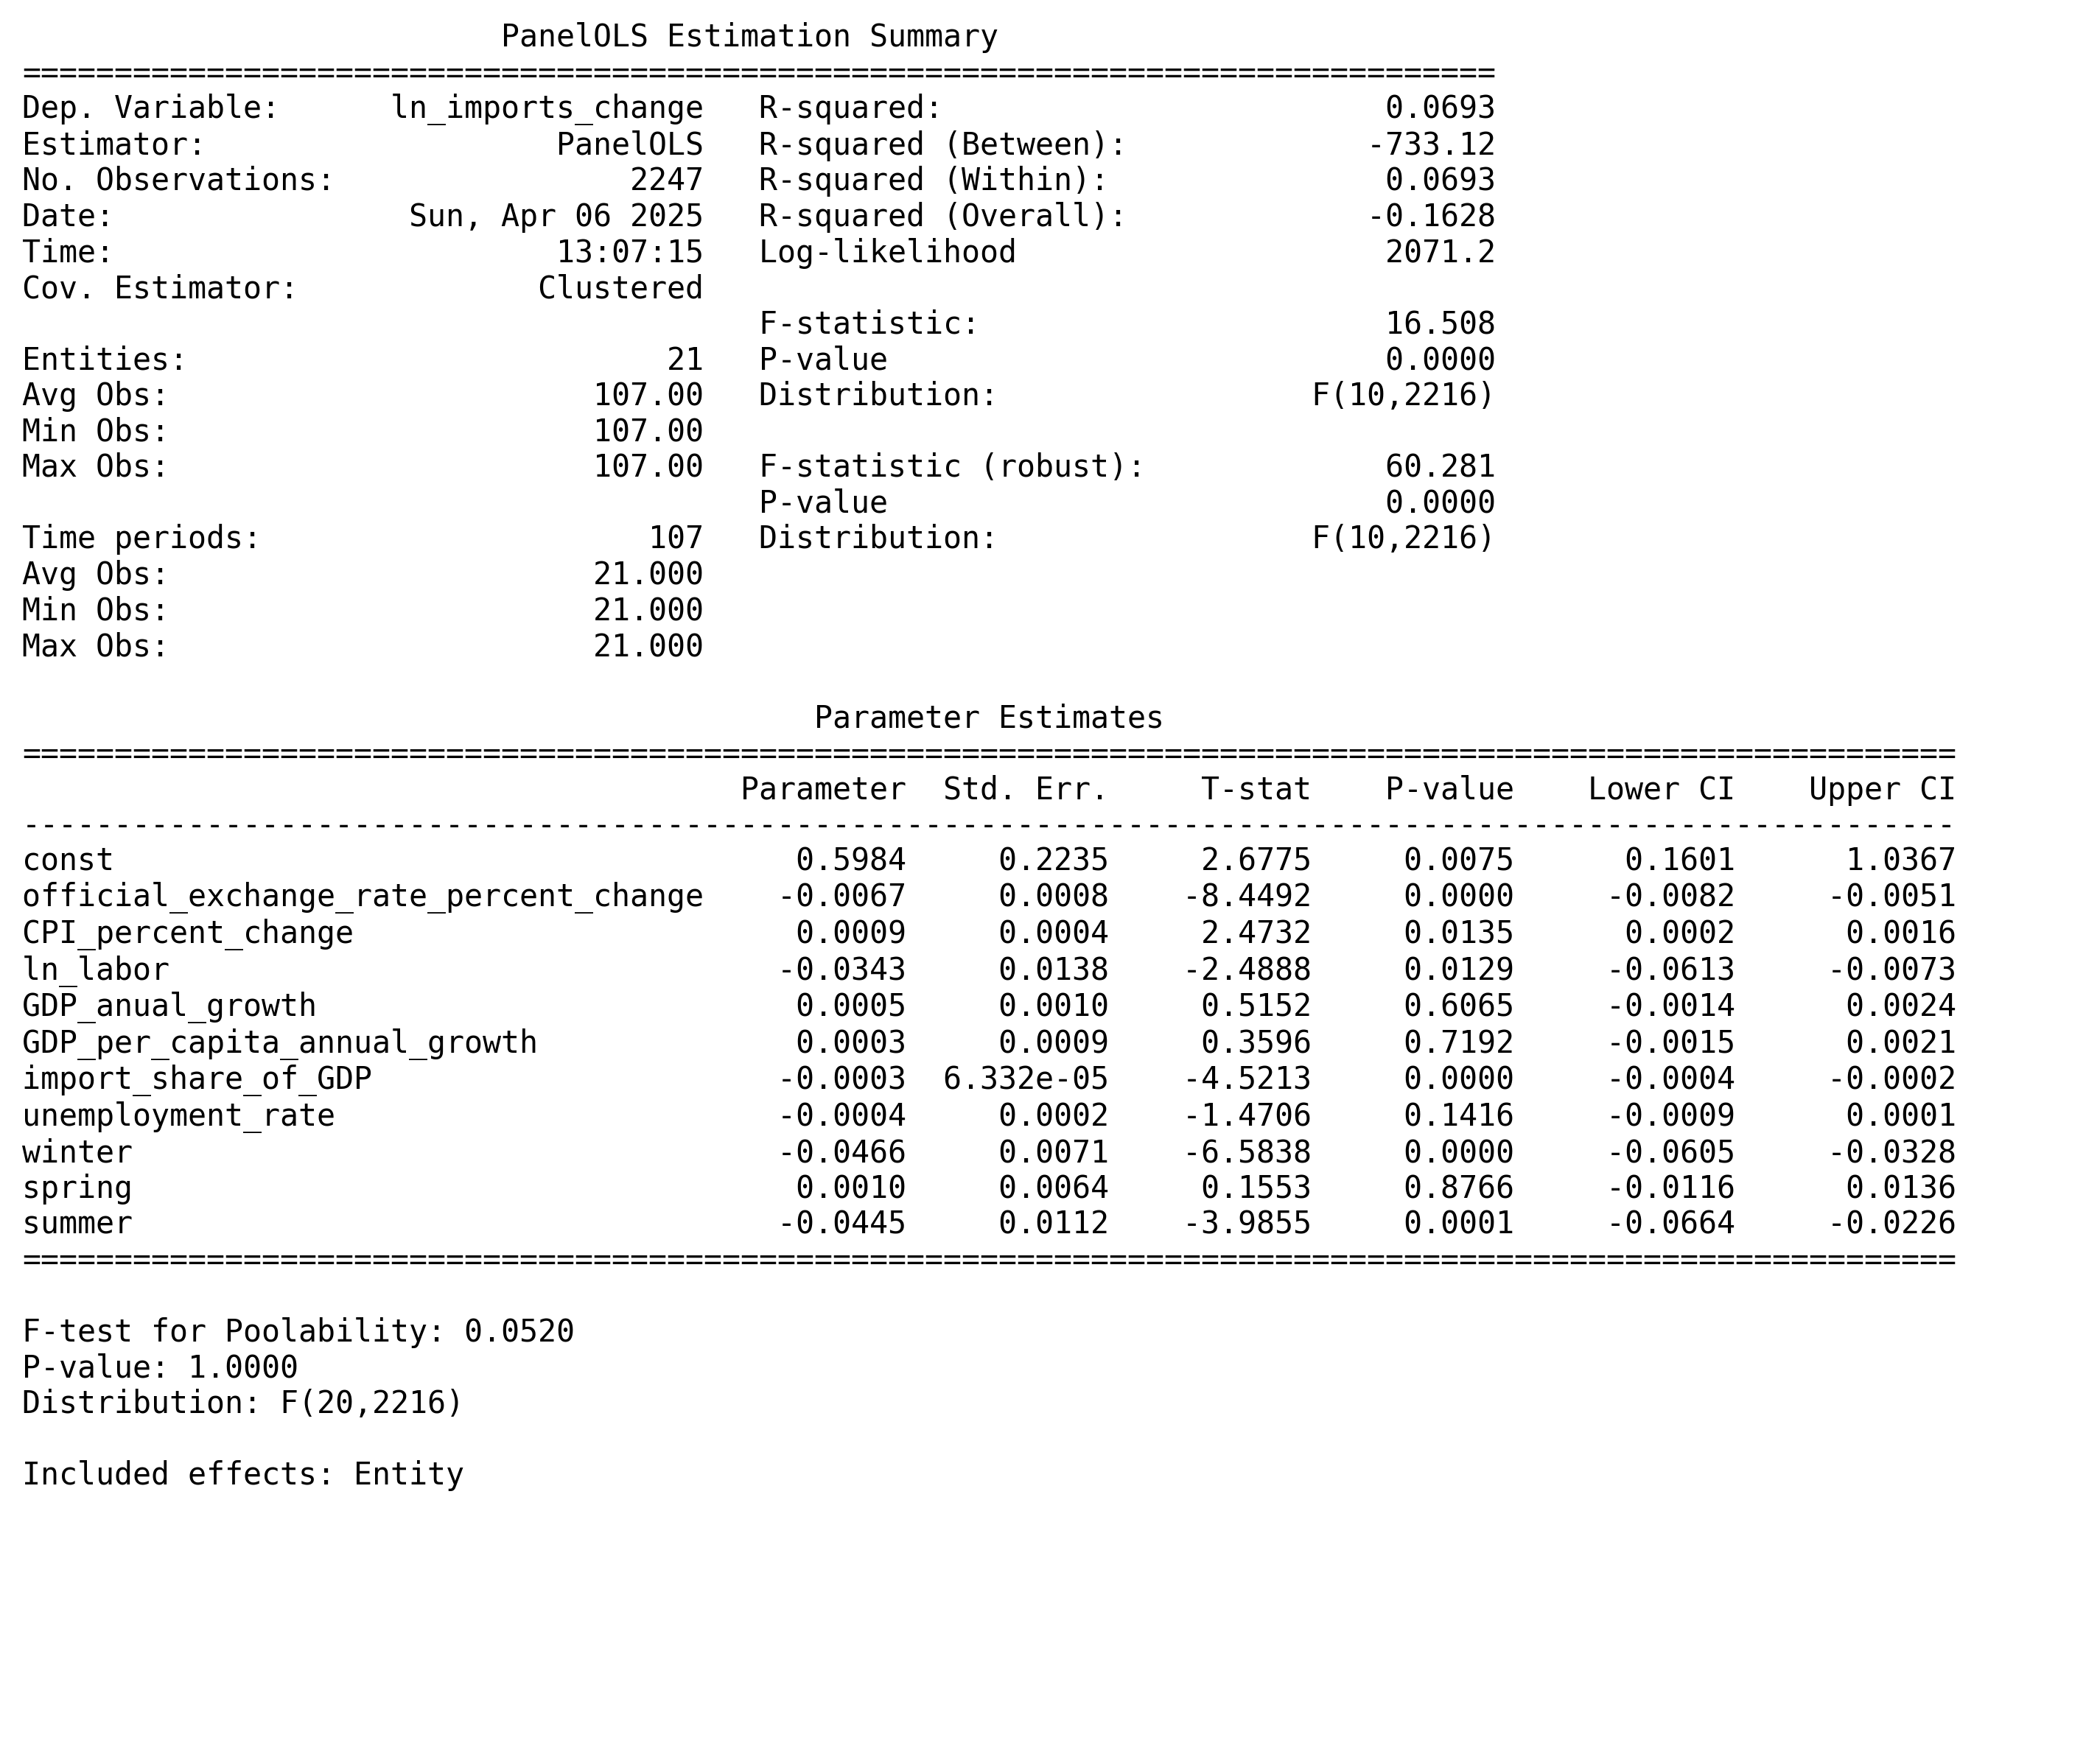 PanelOLS Estimation Summary
================================================================================
Dep. Variable: ln_imports_change R-squared: 0.0693
Estimator: PanelOLS R-squared (Between): -733.12
No. Observations: 2247 R-squared (Within): 0.0693
Date: Sun, Apr 06 2025 R-squared (Overall): -0.1628
Time: 13:07:15 Log-likelihood 2071.2
Cov. Estimator: Clustered
F-statistic: 16.508
Entities: 21 P-value 0.0000
Avg Obs: 107.00 Distribution: F(10,2216)
Min Obs: 107.00
Max Obs: 107.00 F-statistic (robust): 60.281
P-value 0.0000
Time periods: 107 Distribution: F(10,2216)
Avg Obs: 21.000
Min Obs: 21.000
Max Obs: 21.000
Parameter Estimates
=========================================================================================================
Parameter Std. Err. T-stat P-value Lower CI Upper CI
---------------------------------------------------------------------------------------------------------
const 0.5984 0.2235 2.6775 0.0075 0.1601 1.0367
official_exchange_rate_percent_change -0.0067 0.0008 -8.4492 0.0000 -0.0082 -0.0051
CPI_percent_change 0.0009 0.0004 2.4732 0.0135 0.0002 0.0016
ln_labor -0.0343 0.0138 -2.4888 0.0129 -0.0613 -0.0073
GDP_anual_growth 0.0005 0.0010 0.5152 0.6065 -0.0014 0.0024
GDP_per_capita_annual_growth 0.0003 0.0009 0.3596 0.7192 -0.0015 0.0021
import_share_of_GDP -0.0003 6.332e-05 -4.5213 0.0000 -0.0004 -0.0002
unemployment_rate -0.0004 0.0002 -1.4706 0.1416 -0.0009 0.0001
winter -0.0466 0.0071 -6.5838 0.0000 -0.0605 -0.0328
spring 0.0010 0.0064 0.1553 0.8766 -0.0116 0.0136
summer -0.0445 0.0112 -3.9855 0.0001 -0.0664 -0.0226
=========================================================================================================
F-test for Poolability: 0.0520
P-value: 1.0000
Distribution: F(20,2216)
Included effects: Entity